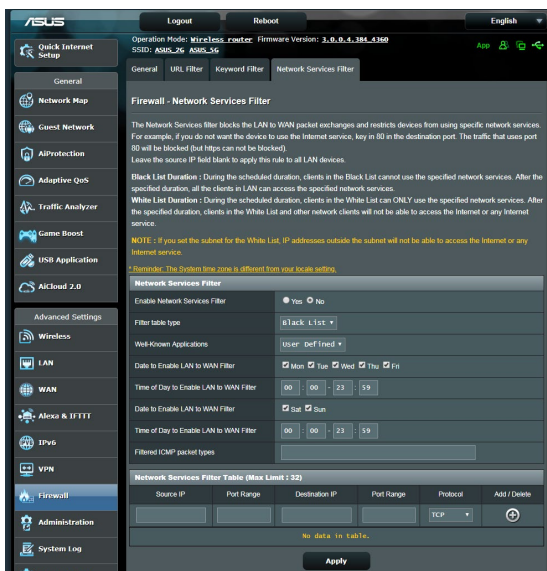 ASUS
Logout
Reboot
English
Quick Internet
Setup
Operation Mode: Wireless router Firmware Version: 3.0.0.4.384_4360
SSID: ASUS_2G ASUS_5G
App
General
URL Filter
Keyword Filter
Network Services Filter
General
Network Map
Guest Network
AiProtection
Adaptive QoS
Traffic Analyzer
Game Boost
USB Application
AiCloud 2.0
Advanced Settings
Wireless
LAN
WAN
Alexa & IFTTT
IPv6
VPN
Firewall
Administration
System Log
Firewall - Network Services Filter
The Network Services filter blocks the LAN to WAN packet exchanges and restricts devices from using specific network services.
For example, if you do not want the device to use the Internet service, key in 80 in the destination port. The traffic that uses port
80 will be blocked (but https can not be blocked).
Leave the source IP field blank to apply this rule to all LAN devices.
Black List Duration : During the scheduled duration, clients in the Black List cannot use the specified network services. After the
specified duration, all the clients in LAN can access the specified network services.
White List Duration : During the scheduled duration, clients in the White List can ONLY use the specified network services. After
the specified duration, clients in the White List and other network clients will not be able to access the Internet or any Internet
service.
NOTE : If you set the subnet for the White List, IP addresses outside the subnet will not be able to access the Internet or any
Internet service.
* Reminder: The System time zone is different from your locale setting.
Network Services Filter
Enable Network Services Filter
Yes No
Filter table type
Black List
Well-Known Applications
User Defined
Date to Enable LAN to WAN Filter
Mon Tue Wed Thu Fri
Time of Day to Enable LAN to WAN Filter
00 : 00 - 23 : 59
Date to Enable LAN to WAN Filter
Sat Sun
Time of Day to Enable LAN to WAN Filter
00 : 00 - 23 : 59
Filtered ICMP packet types
Network Services Filter Table (Max Limit : 32)
Source IP
Port Range
Destination IP
Port Range
Protocol
Add / Delete
TCP
No data in table.
Apply